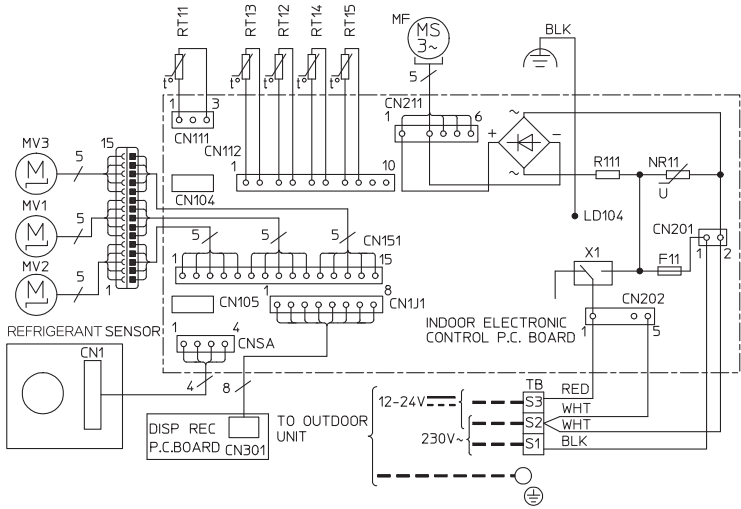 RT11
RT13
RT12
RT14
RT15
MF
MS
3~
BLK
t°
t°
t°
t°
t°
5
1
3
CN111
CN211
1
6
~
+
−
~
MV3
15
5
M
CN112
1
10
R111
NR11
U
CN104
LD104
MV1
5
M
5
5
5
CN151
CN201
1
2
MV2
5
M
1
1
15
X1
F11
CN105
1
8
CN1J1
CN202
1
5
INDOOR ELECTRONIC
CONTROL P.C. BOARD
REFRIGERANT SENSOR
1
4
CNSA
CN1
4
8
DISP REC
P.C.BOARD
CN301
TO OUTDOOR
UNIT
12-24V
230V~
TB
S3
S2
S1
RED
WHT
WHT
BLK